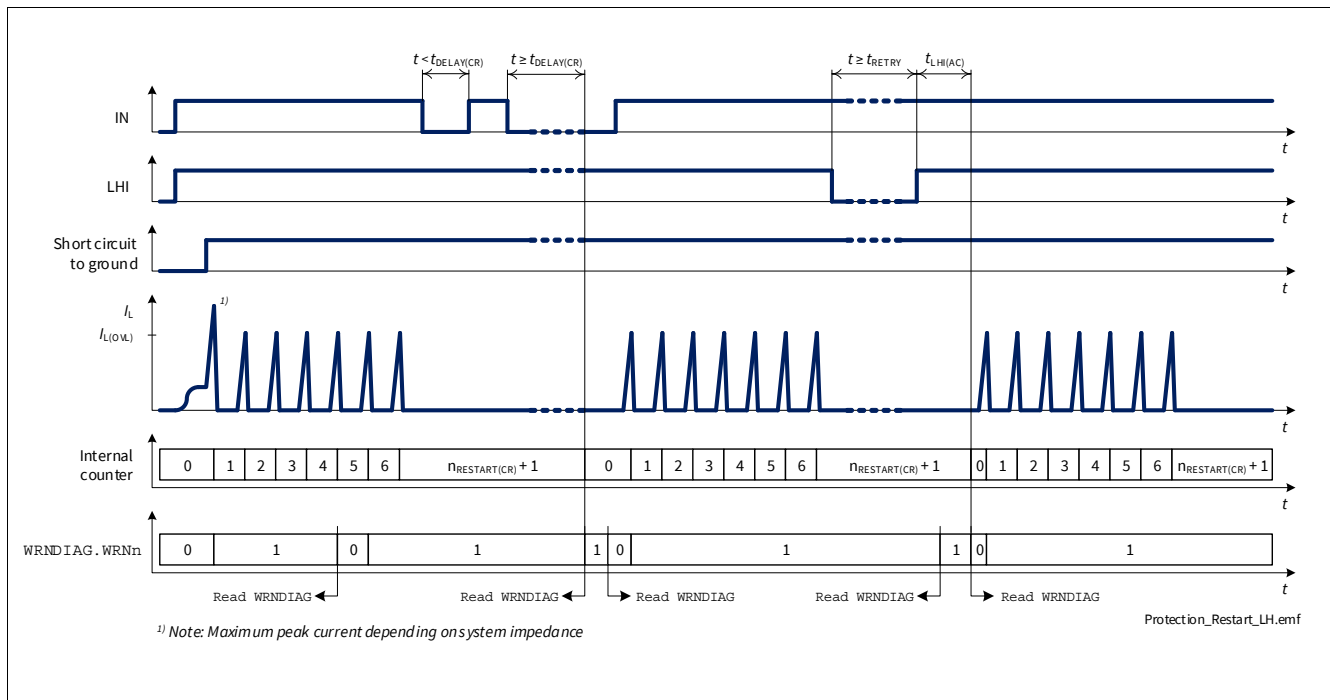 t < tDELAY(CR) t ≥ tDELAY(CR) t ≥ tRETRY tLHI(AC)
IN
t
LHI
t
Short circuit
to ground
t
IL
1)
IL(OVL)
t
Internal
counter
0 1 2 3 4 5 6 nRESTART(CR) + 1 0 1 2 3 4 5 6 nRESTART(CR) + 1 0 1 2 3 4 5 6 nRESTART(CR) + 1
t
WRNDIAG.WRNn 0 1 0 1 1 0 1 1 0 1
t
Read WRNDIAG Read WRNDIAG Read WRNDIAG Read WRNDIAG Read WRNDIAG
1) Note: Maximum peak current depending on system impedance
Protection_Restart_LH.emf